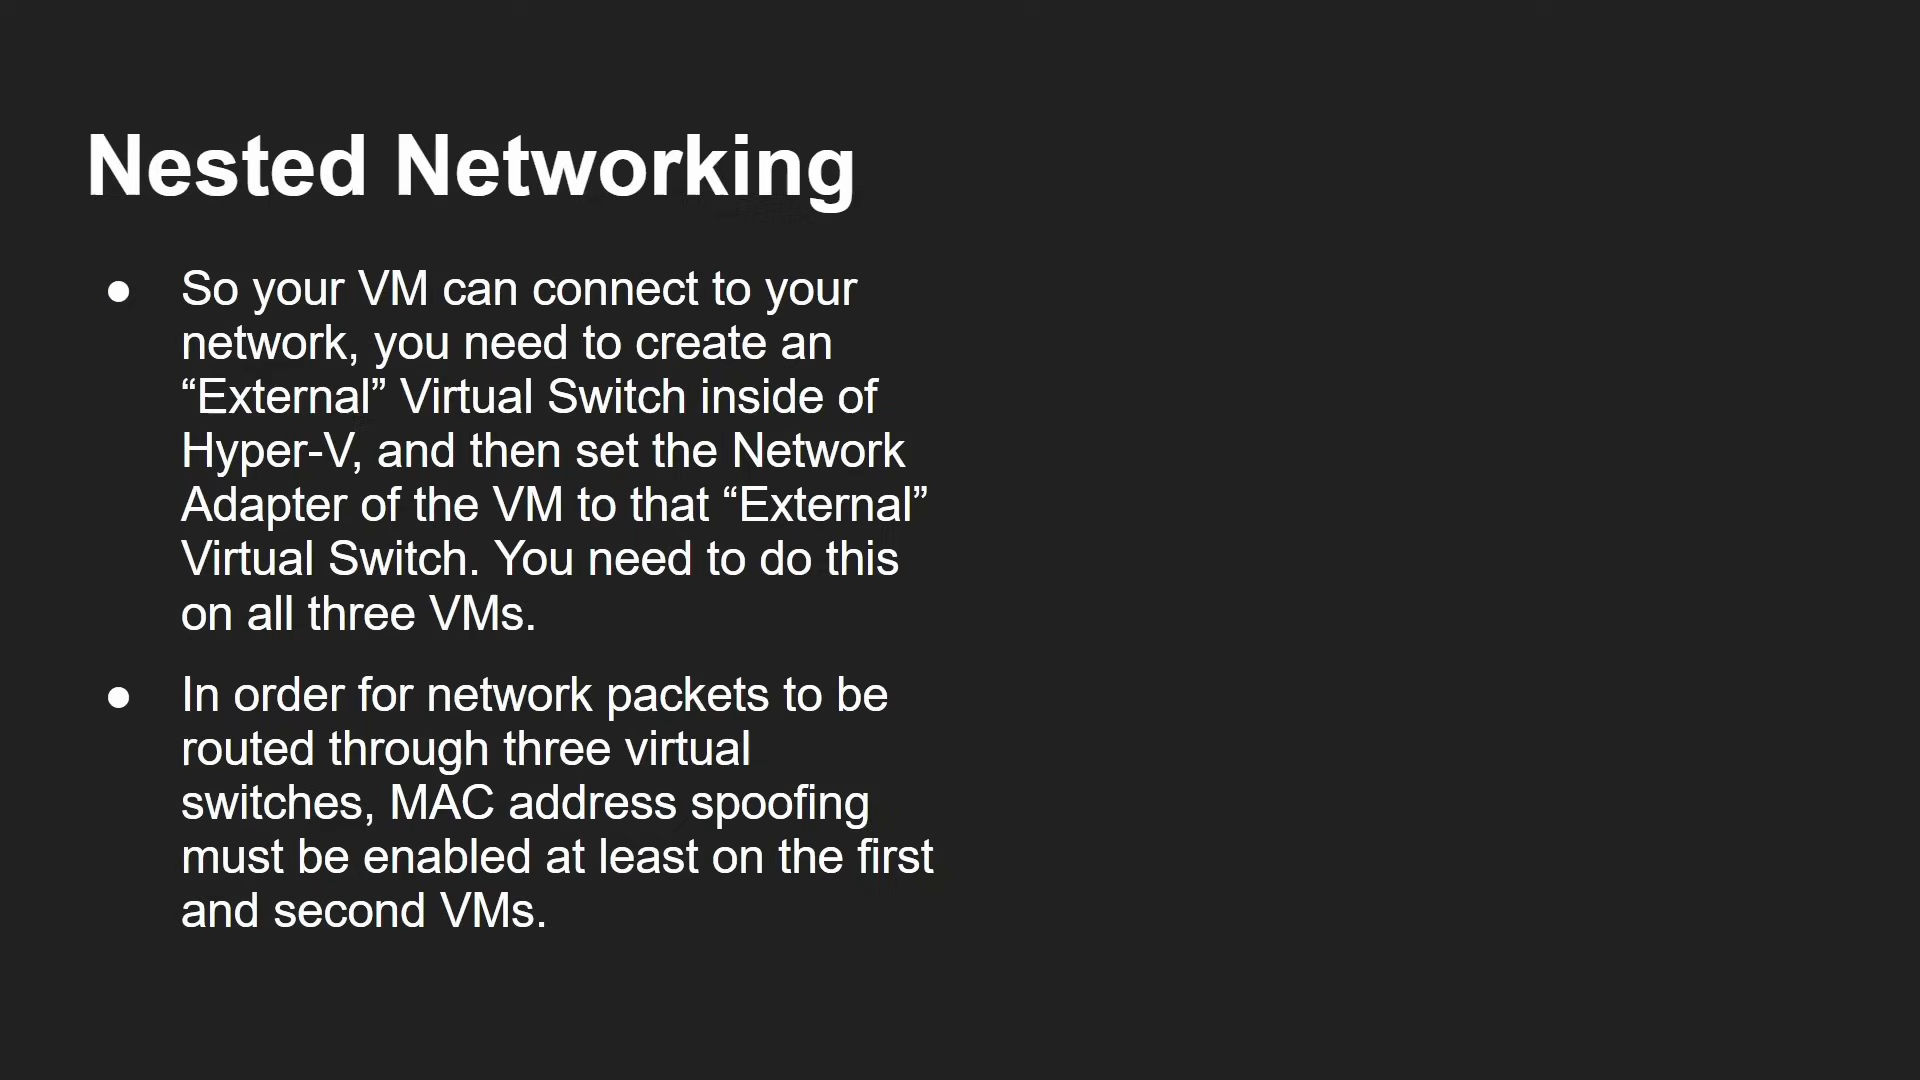 Nested Networking
● So your VM can connect to your
network, you need to create an
“External” Virtual Switch inside of
Hyper-V, and then set the Network
Adapter of the VM to that “External”
Virtual Switch. You need to do this
on all three VMs.
● In order for network packets to be
routed through three virtual
switches, MAC address spoofing
must be enabled at least on the first
and second VMs.